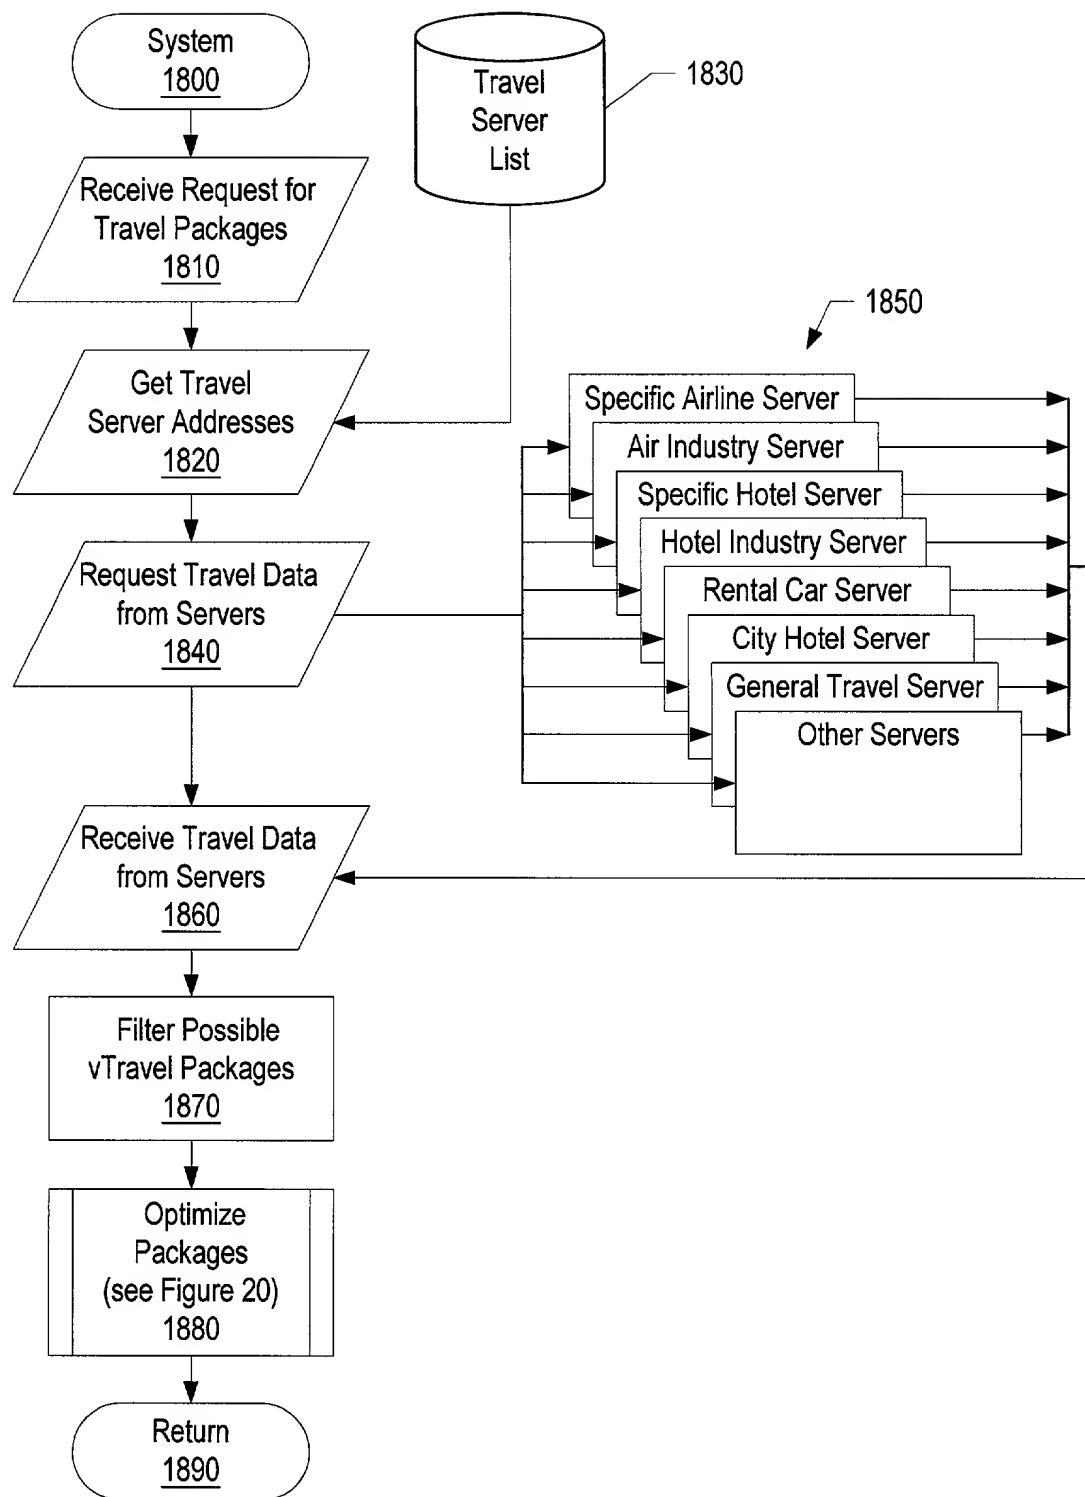 System
1800
Travel
Server
List
1830
Receive Request for
Travel Packages
1810
Get Travel
Server Addresses
1820
1850
Specific Airline Server
Air Industry Server
Specific Hotel Server
Hotel Industry Server
Rental Car Server
City Hotel Server
General Travel Server
Other Servers
Request Travel Data
from Servers
1840
Receive Travel Data
from Servers
1860
Filter Possible
vTravel Packages
1870
Optimize
Packages
(see Figure 20)
1880
Return
1890